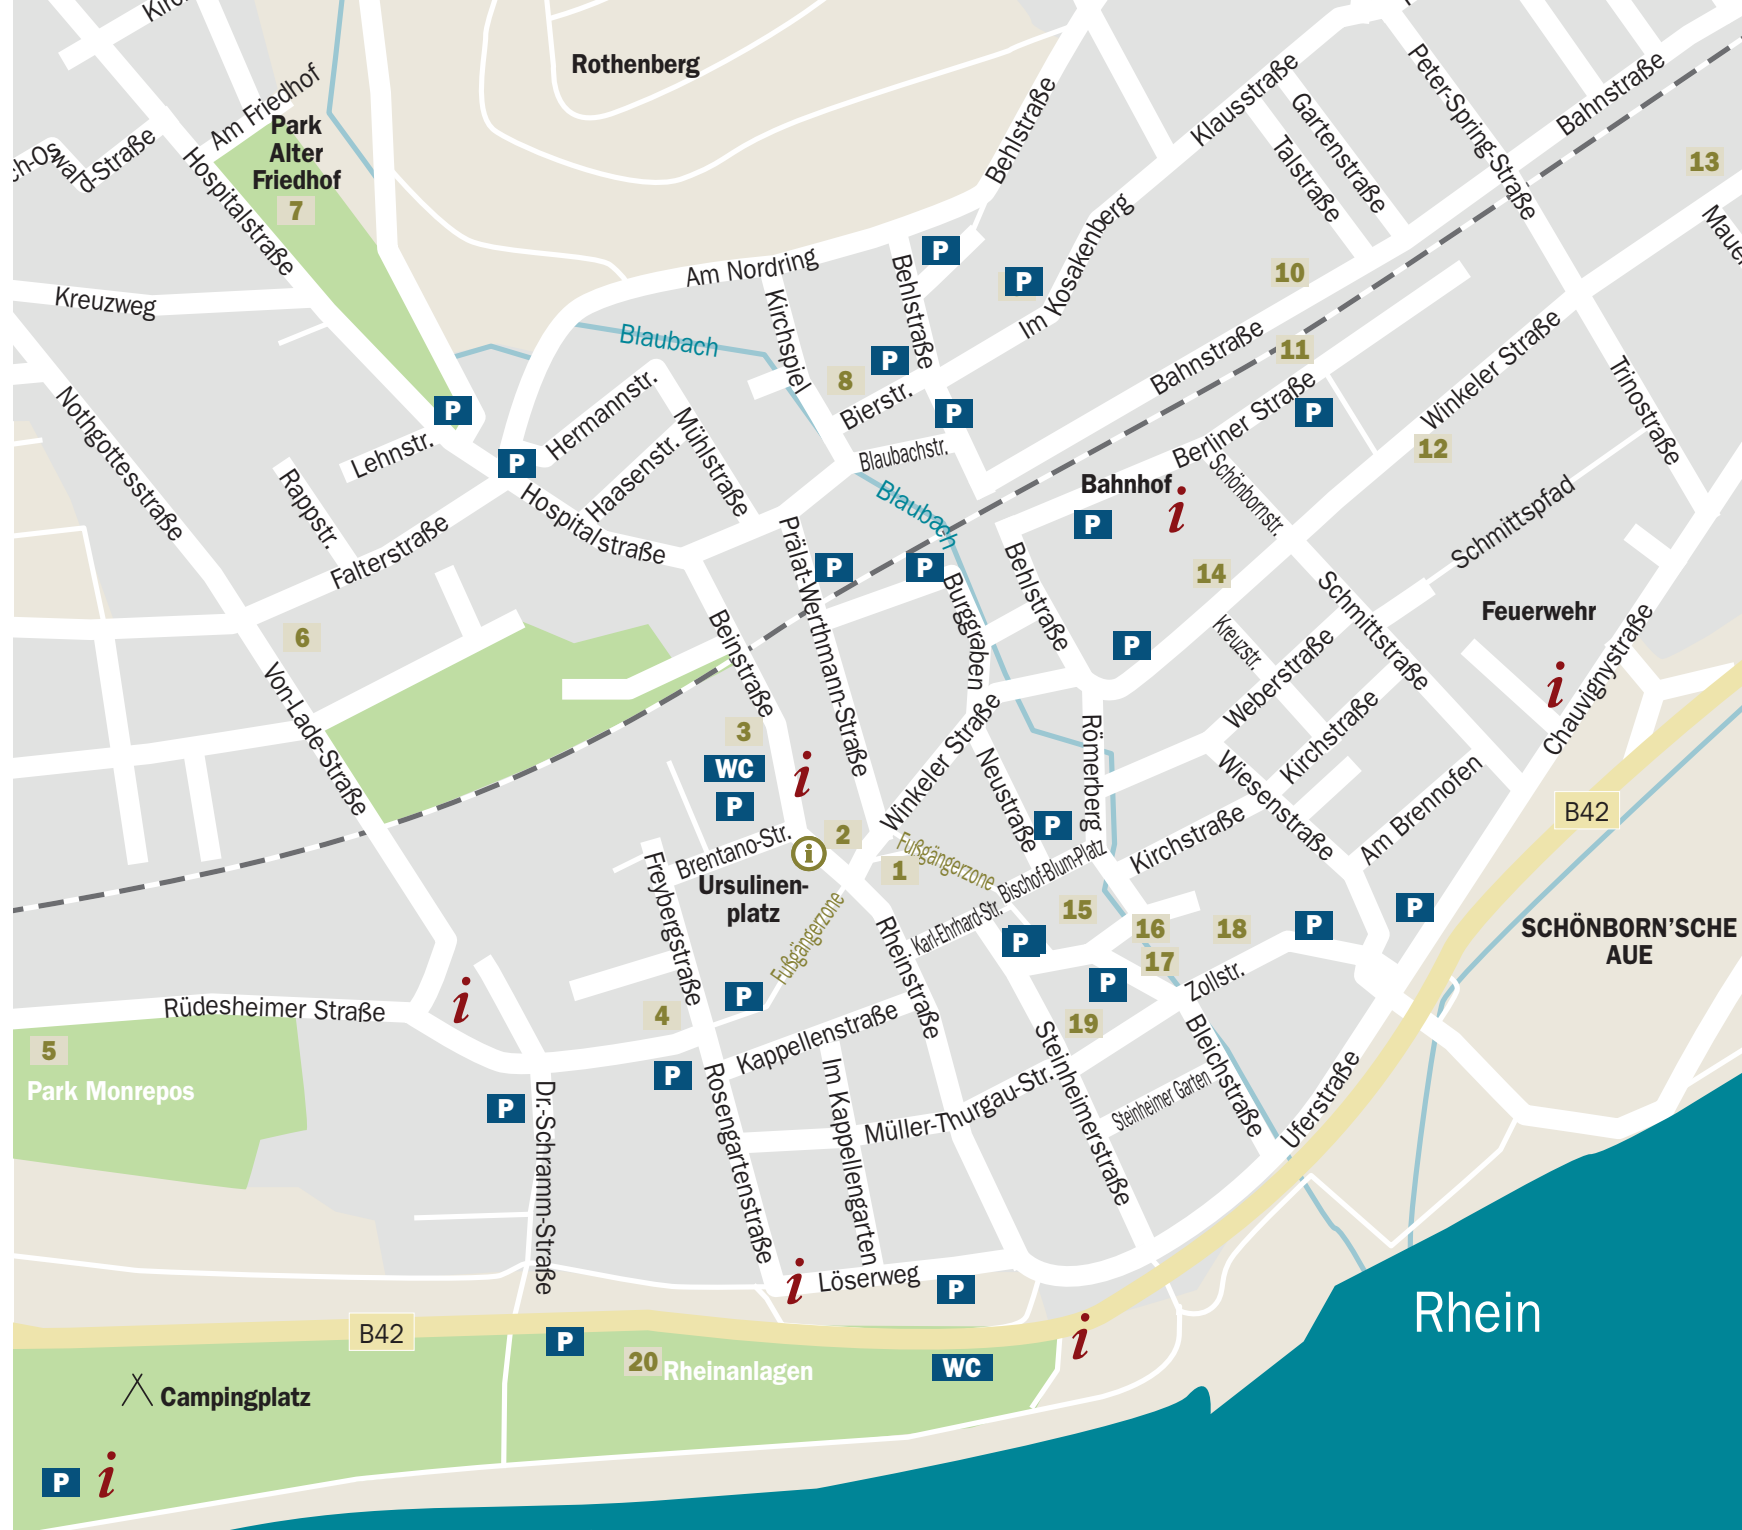 Rothenberg
Am Friedhof
Park
Alter
Friedhof
7
d-Straße
Hospitalstraße
Kreuzweg
Behlstraße
Klausstraße
Gartenstraße
Talstraße
Peter-Spring-Straße
Bahnstraße
13
P
P
Am Nordring
Im Kosakenberg
10
Kirchspiel
Behlstraße
Blaubach
P
8
Bierstr.
P
Bahnstraße
11
Winkeler Straße
Trinostraße
Berliner Straße
P
12
P
Nothgottesstraße
Lehnstr.
Hermannstr.
Haasenstr.
Mühlstraße
Blaubachstr.
P
Rappstr.
Falterstraße
Hospitalstraße
Blaubach
Bahnhof
i
P
Schönbornstr.
Schmittspfad
Prälat-Werthmann-Straße
P
P
Burggraben
Behlstraße
14
Feuerwehr
i
6
Beinstraße
P
Kreuzstr.
Schmittstraße
Weberstraße
Chauvignystraße
Von-Lade-Straße
3
WC
P
i
Winkeler Straße
Neustraße
Römerberg
Kirchstraße
Wiesenstraße
Am Brennofen
B42
Brentano-Str.
i
2
1
Fußgängerzone
P
Bischof-Blum-Platz
Kirchstraße
Ursulinen-
platz
Freybergstraße
Fußgängerzone
Rheinstraße
Karl-Ehrhard-Str.
15
16
17
18
P
P
P
SCHÖNBORN'SCHE
AUE
Rüdesheimer Straße
i
4
P
P
Zollstr.
5
Park Monrepos
P
P
Kappellenstraße
19
Steinheimerstraße
Bleichstraße
Dr.-Schramm-Straße
Rosengartenstraße
Im Kappellengarten
Müller-Thurgau-Str.
Steinheimer Garten
Uferstraße
i
Löserweg
P
Rhein
B42
P
20
Rheinanlagen
WC
i
Campingplatz
P
i